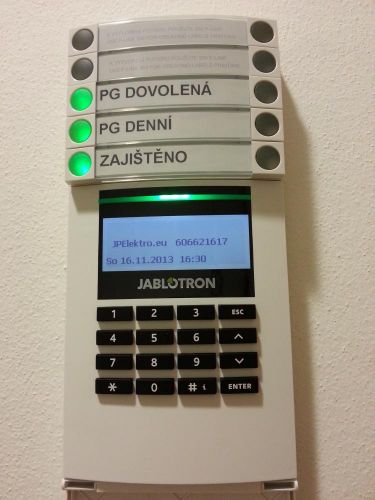 PG DOVOLENÁ
PG DENNÍ
ZAJIŠTĚNO
JPElektro.eu 606621617
So 16.11.2013 16:30
JABLOTRON
1 2 3 ESC
4 5 6
7 8 9
* 0 # i ENTER